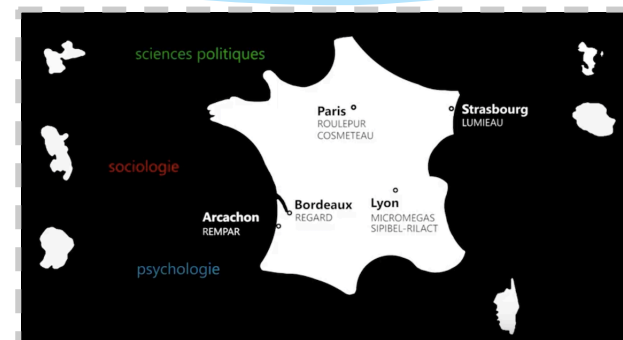 sciences politiques
Paris
ROULEPUR
COSMETEAU
Strasbourg
LUMIEAU
sociologie
Bordeaux
REGARD
Lyon
MICROMEGAS
SIPIBEL-RILACT
Arcachon
REMPAR
psychologie